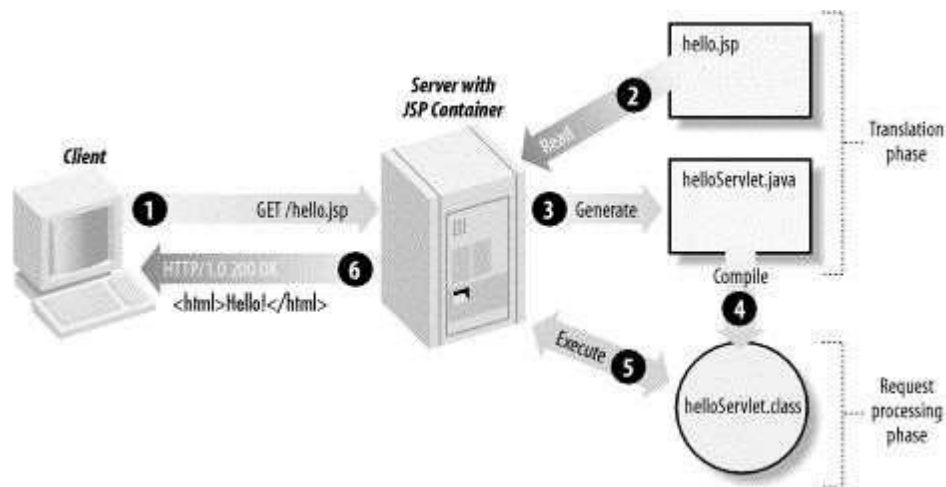 hello.jsp
Server with
JSP Container
2
Read
Translation
phase
Client
helloServlet.java
1
GET /hello.jsp
3
Generate
HTTP/1.0 200 OK
6
<html>Hello!</html>
Compile
4
Execute
5
helloServlet.class
Request
processing
phase